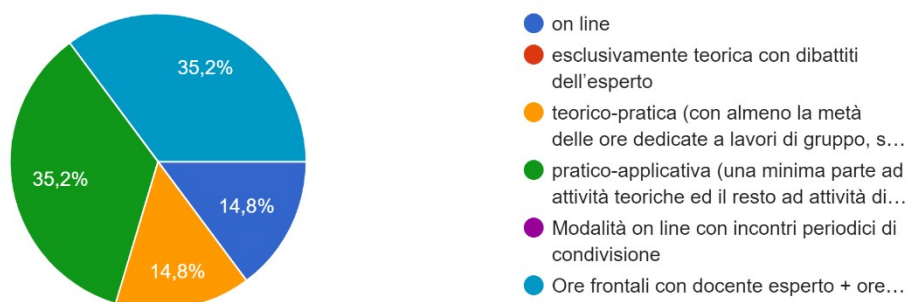 35,2%
35,2%
14,8%
14,8%
on line
esclusivamente teorica con dibattiti
dell'esperto
teorico-pratica (con almeno la metà
delle ore dedicate a lavori di gruppo, s…
pratico-applicativa (una minima parte ad
attività teoriche ed il resto ad attività di…
Modalità on line con incontri periodici di
condivisione
Ore frontali con docente esperto + ore…